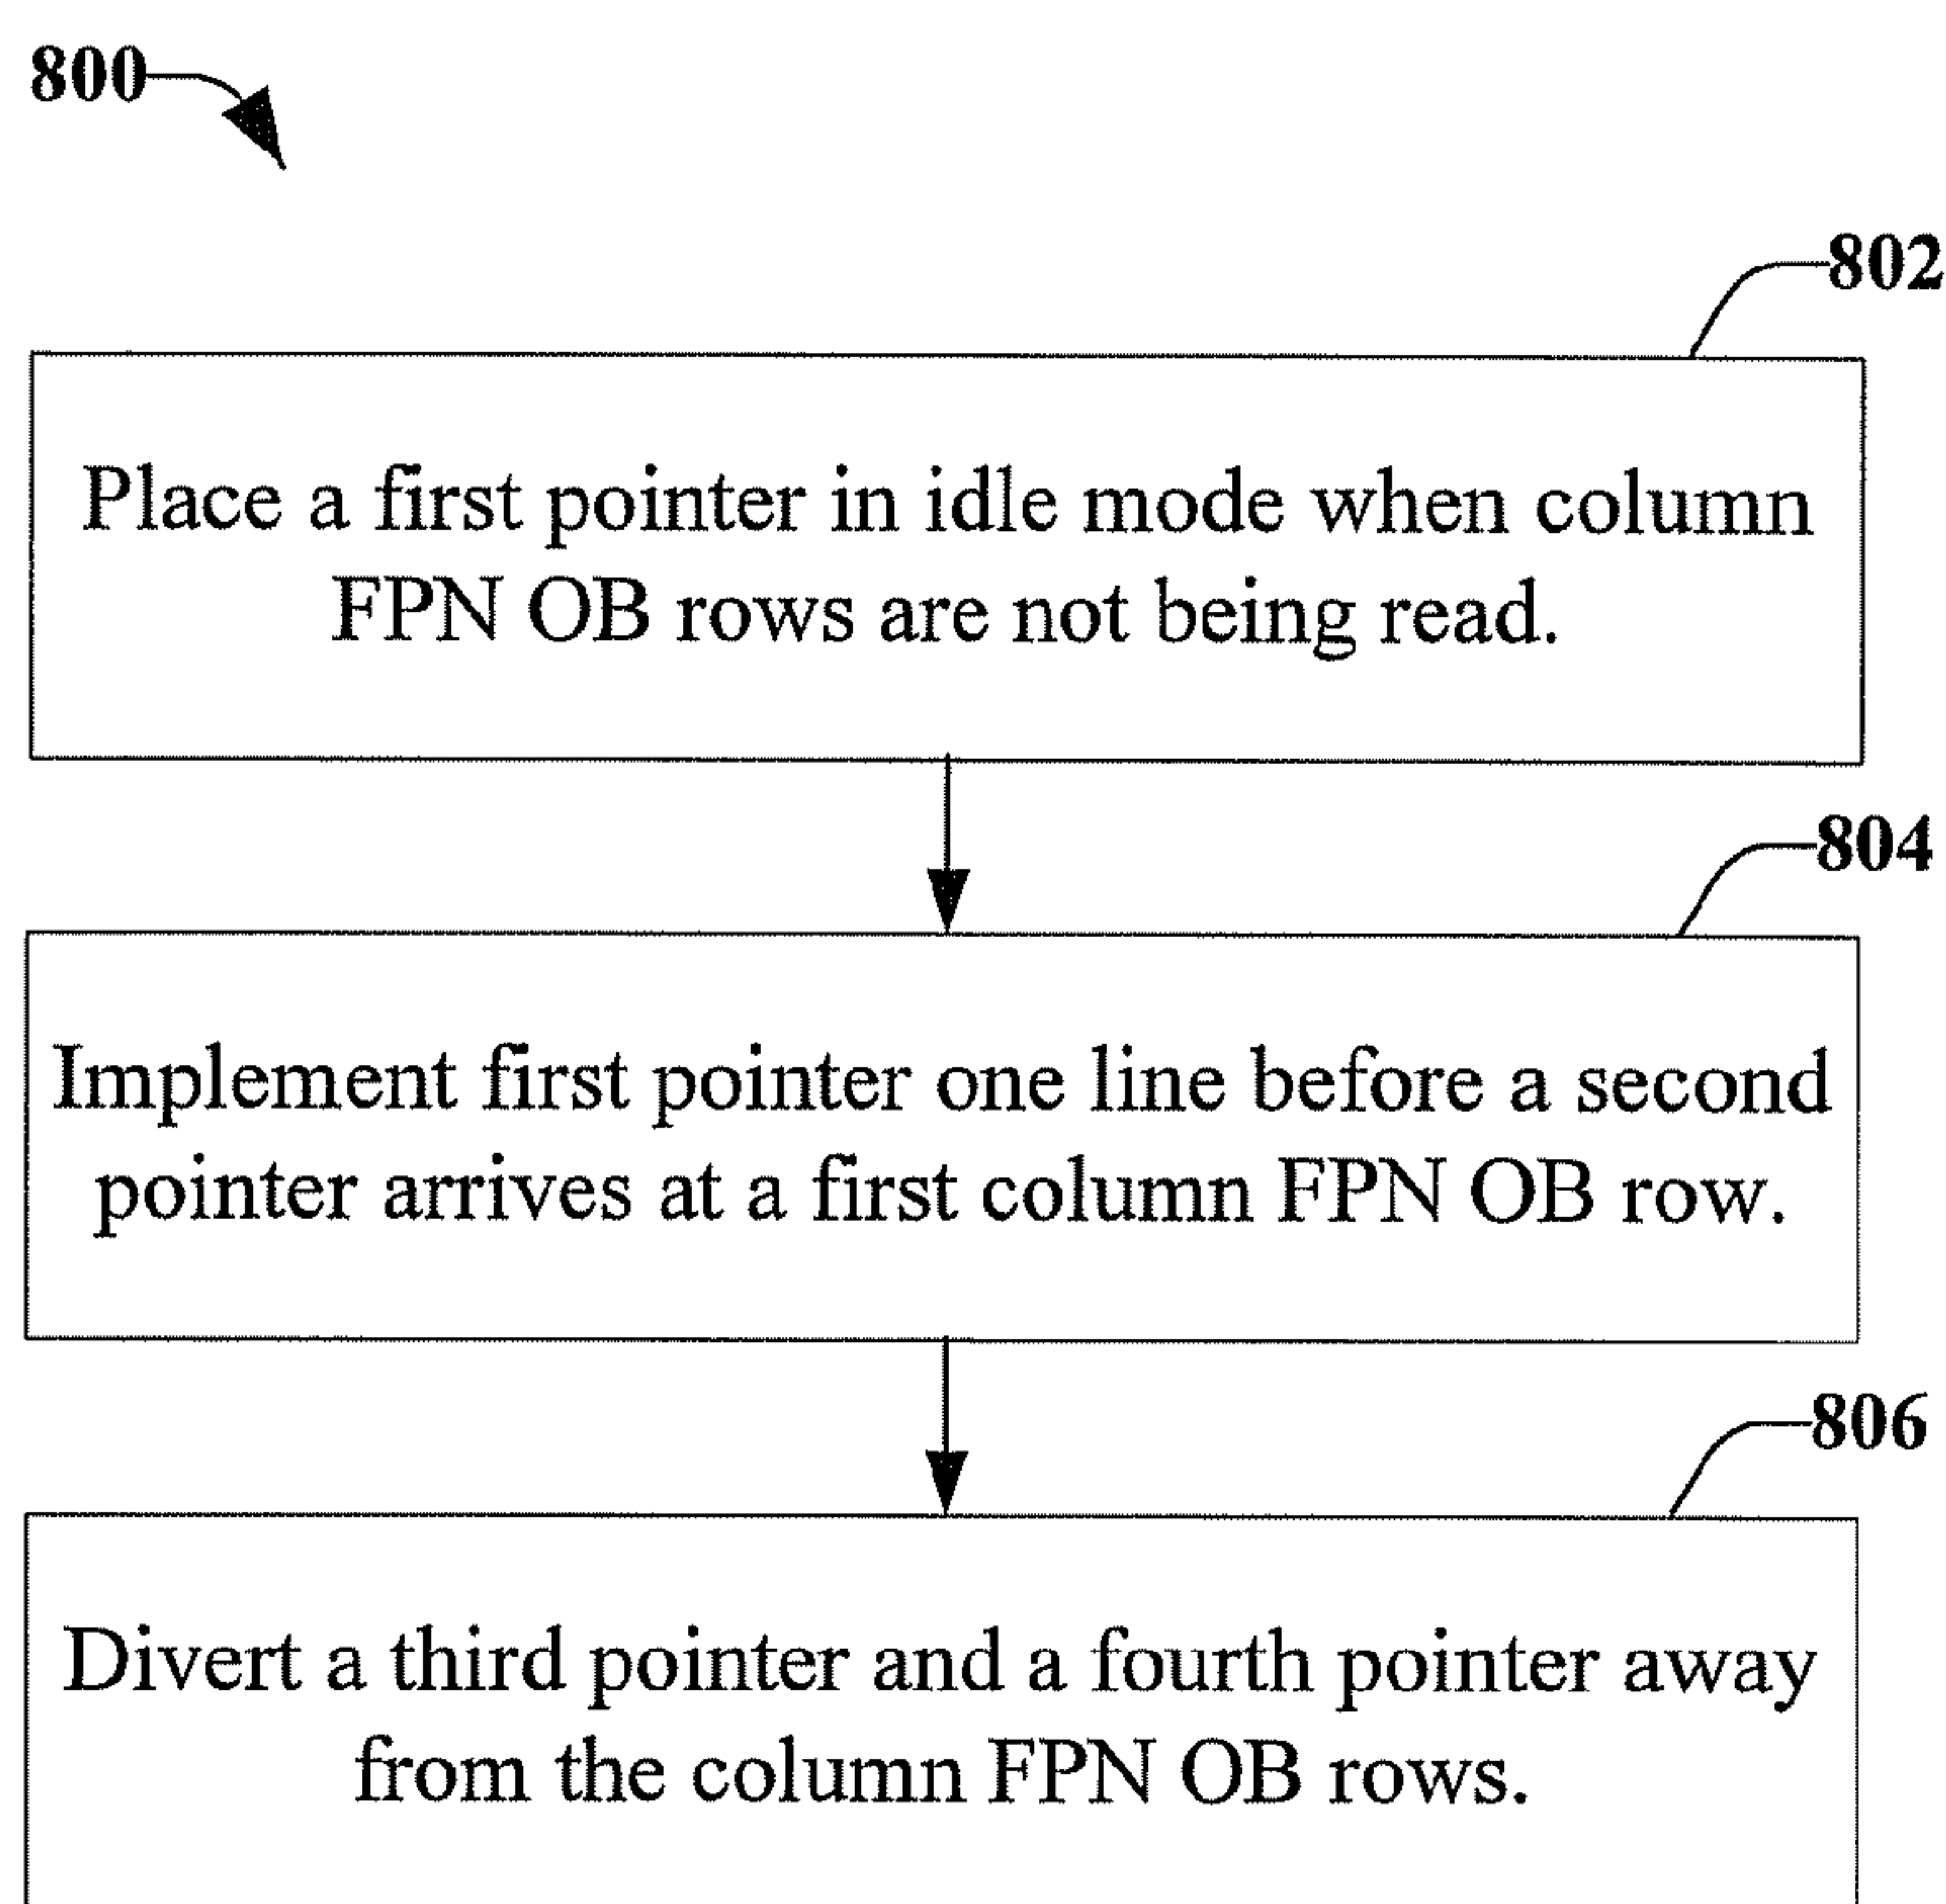 800
802
Place a first pointer in idle mode when column
FPN OB rows are not being read.
804
Implement first pointer one line before a second
pointer arrives at a first column FPN OB row.
806
Divert a third pointer and a fourth pointer away
from the column FPN OB rows.